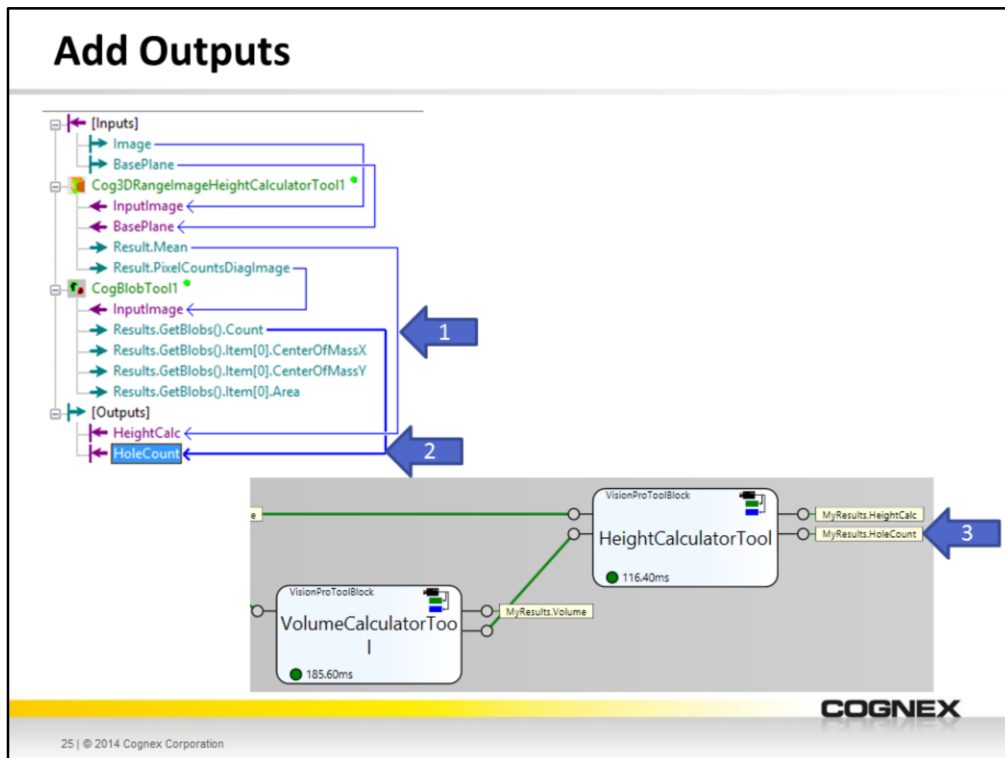 Add Outputs
[Inputs]
Image
BasePlane
Cog3DRangeImageHeightCalculatorTool1
InputImage
BasePlane
Result.Mean
Result.PixelCountsDiagImage
CogBlobTool1
InputImage
Results.GetBlobs().Count
Results.GetBlobs().Item[0].CenterOfMassX
Results.GetBlobs().Item[0].CenterOfMassY
Results.GetBlobs().Item[0].Area
[Outputs]
HeightCalc
HoleCount
1
2
e
VisionProToolBlock
HeightCalculatorTool
116.40ms
MyResults.HeightCalc
MyResults.HoleCount
3
VisionProToolBlock
VolumeCalculatorToo
l
185.60ms
MyResults.Volume
COGNEX
25 | © 2014 Cognex Corporation